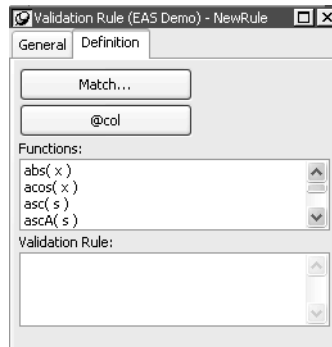 Validation Rule (EAS Demo) - NewRule
General Definition
Match...
@col
Functions:
abs( x )
acos( x )
asc( s )
ascA( s )
Validation Rule: